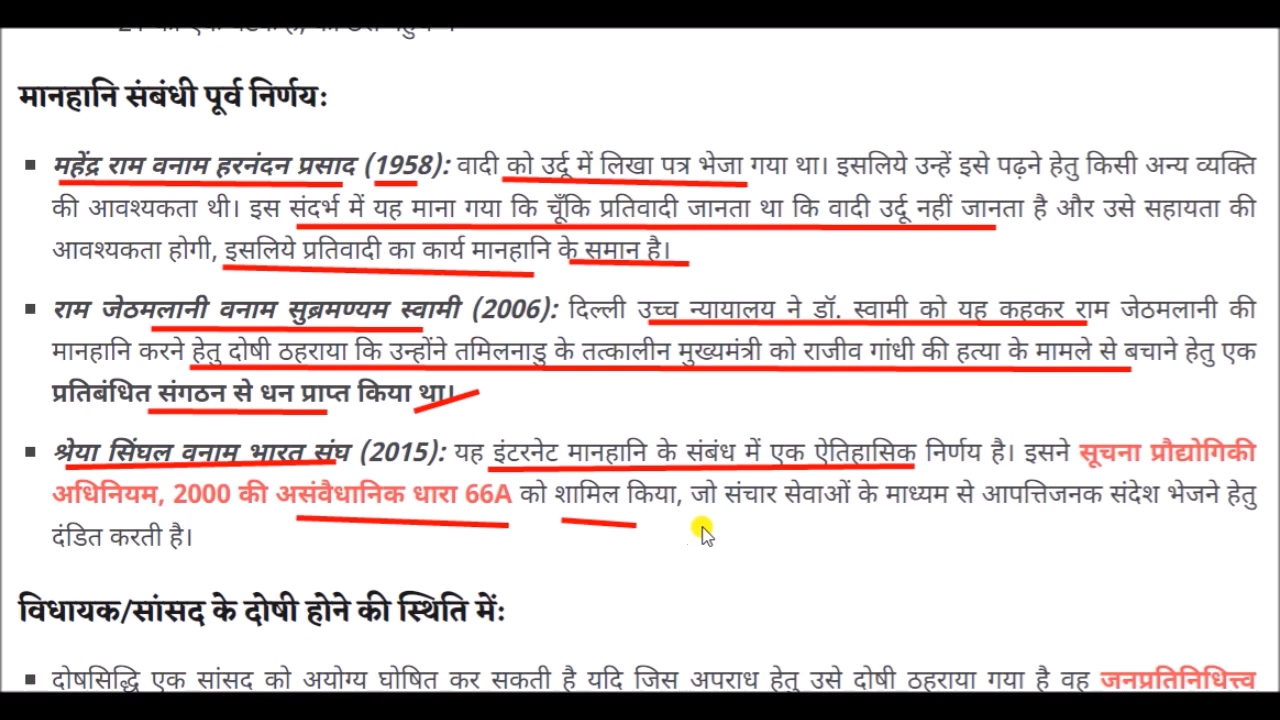 मानहानि संबंधी पूर्व निर्णय:
महेंद्र राम वनाम हरनंदन प्रसाद (1958): वादी को उर्दू में लिखा पत्र भेजा गया था। इसलिये उन्हें इसे पढ़ने हेतु किसी अन्य व्यक्ति
की आवश्यकता थी। इस संदर्भ में यह माना गया कि चूँकि प्रतिवादी जानता था कि वादी उर्दू नहीं जानता है और उसे सहायता की
आवश्यकता होगी, इसलिये प्रतिवादी का कार्य मानहानि के समान है।
राम जेठमलानी वनाम सुब्रमण्यम स्वामी (2006): दिल्ली उच्च न्यायालय ने डॉ. स्वामी को यह कहकर राम जेठमलानी की
मानहानि करने हेतु दोषी ठहराया कि उन्होंने तमिलनाडु के तत्कालीन मुख्यमंत्री को राजीव गांधी की हत्या के मामले से बचाने हेतु एक
प्रतिबंधित संगठन से धन प्राप्त किया था।
श्रेया सिंघल वनाम भारत संघ (2015): यह इंटरनेट मानहानि के संबंध में एक ऐतिहासिक निर्णय है। इसने सूचना प्रौद्योगिकी
अधिनियम, 2000 की असंवैधानिक धारा 66A को शामिल किया, जो संचार सेवाओं के माध्यम से आपत्तिजनक संदेश भेजने हेतु
दंडित करती है।
विधायक/सांसद के दोषी होने की स्थिति में:
दोषसिद्धि एक सांसद को अयोग्य घोषित कर सकती है यदि जिस अपराध हेतु उसे दोषी ठहराया गया है वह जनप्रतिनिधित्त्व